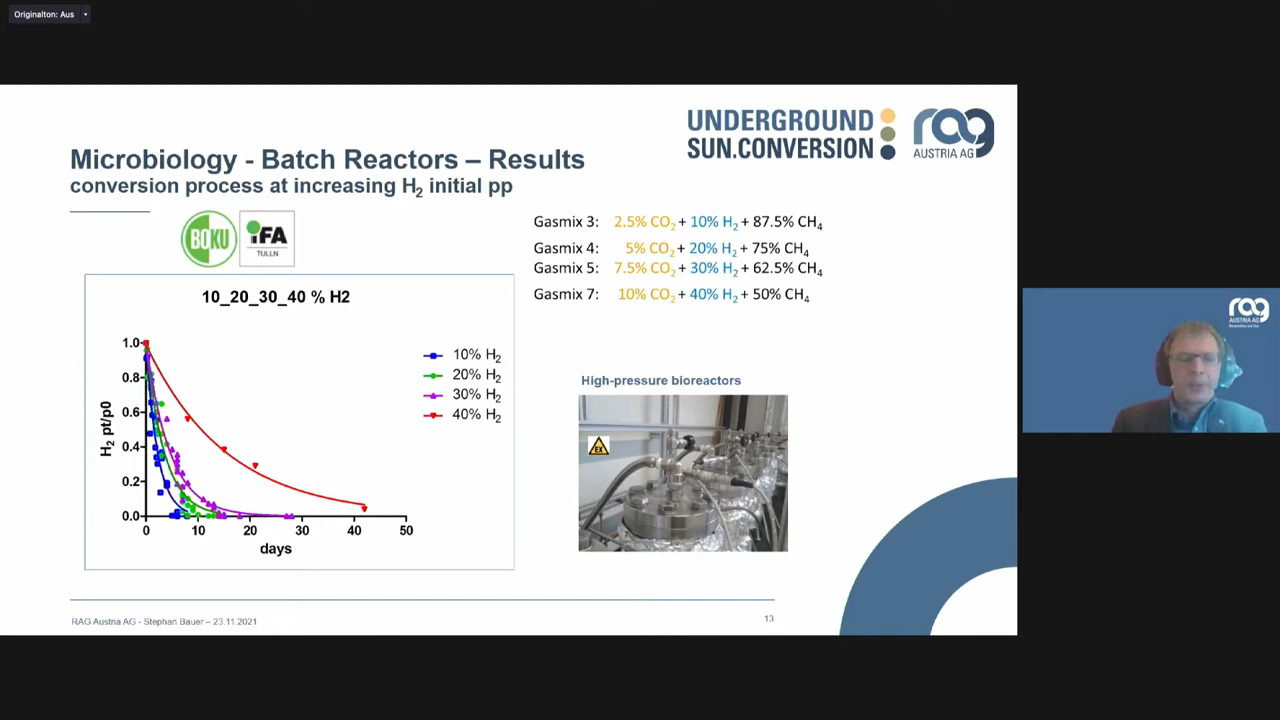 Originalton: Aus
UNDERGROUND
SUN.CONVERSION
rag
AUSTRIA AG
Microbiology - Batch Reactors – Results
conversion process at increasing H₂ initial pp
BOKU
iFA
TULLN
Gasmix 3: 2.5% CO₂ + 10% H₂ + 87.5% CH₄
Gasmix 4: 5% CO₂ + 20% H₂ + 75% CH₄
Gasmix 5: 7.5% CO₂ + 30% H₂ + 62.5% CH₄
Gasmix 7: 10% CO₂ + 40% H₂ + 50% CH₄
10_20_30_40 % H2
1.0
0.8
0.6
0.4
0.2
0.0
H₂ pt/p0
0 10 20 30 40 50
days
10% H₂
20% H₂
30% H₂
40% H₂
High-pressure bioreactors
EX
rag
AUSTRIA AG
RAG Austria AG - Stephan Bauer – 23.11.2021
13